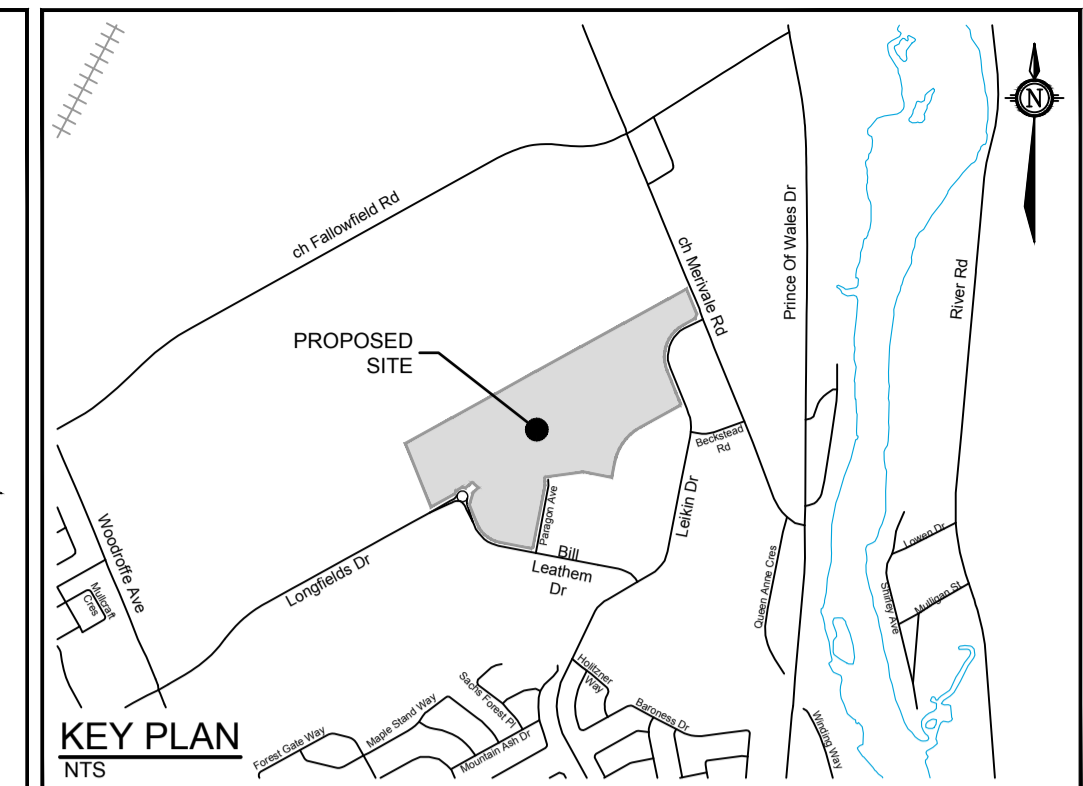 N
ch Fallowfield Rd
ch Merivale Rd
Prince Of Wales Dr
River Rd
PROPOSED
SITE
Beckstead
Rd
Leikin Dr
Paragon Ave
Bill
Leathem
Dr
Longfields Dr
Woodroffe Ave
Mullcraft
Cres
Queen Anne Cres
Lowen Dr
Shirley Ave
Mulligan St
Holitzner
Way
Sachs Forest Pl
Baroness Dr
Maple Stand Way
Forest Gate Way
Mountain Ash Dr
Winding Way
KEY PLAN
NTS